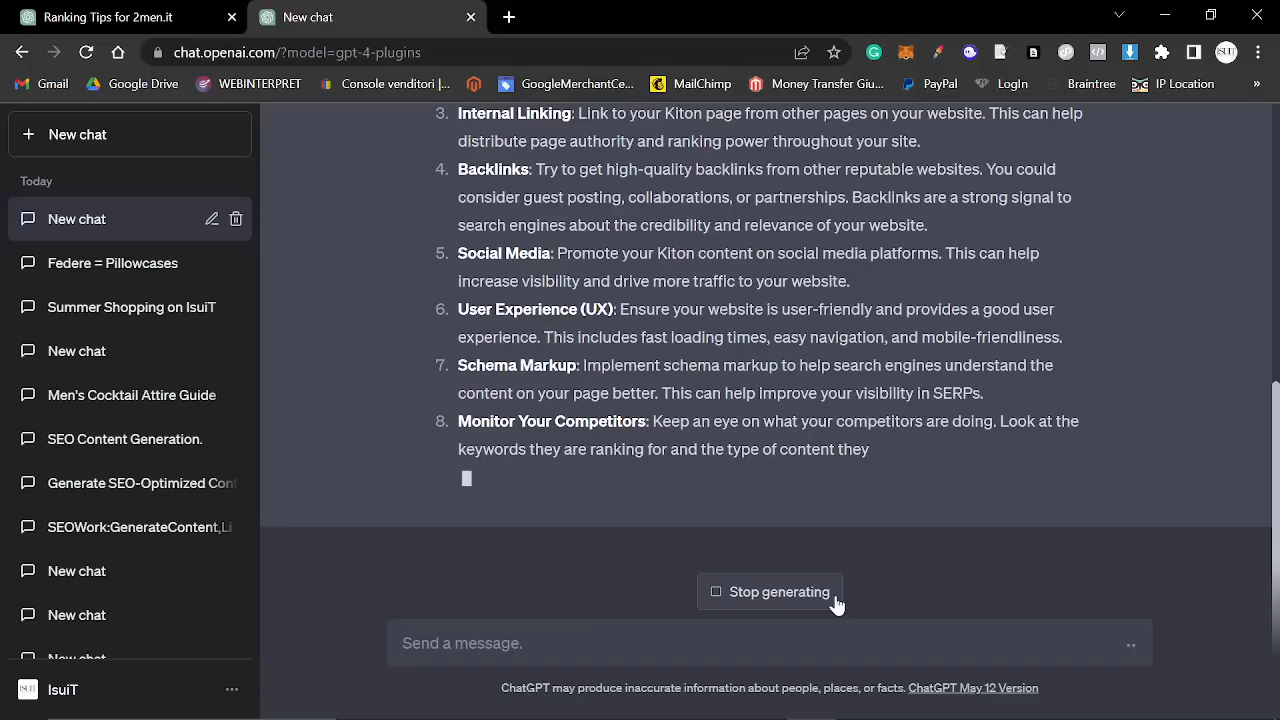 Ranking Tips for 2men.it
New chat
chat.openai.com/?model=gpt-4-plugins
Gmail
Google Drive
WEBINTERPRET
Console venditori |...
GoogleMerchantCe...
MailChimp
Money Transfer Giu...
PayPal
LogIn
Braintree
IP Location
»
+ New chat
Today
New chat
Federe = Pillowcases
Summer Shopping on IsuiT
New chat
Men's Cocktail Attire Guide
SEO Content Generation.
Generate SEO-Optimized Cont
SEOWork:GenerateContent,Li
New chat
New chat
New chat
IsuiT
3. Internal Linking: Link to your Kiton page from other pages on your website. This can help
distribute page authority and ranking power throughout your site.
4. Backlinks: Try to get high-quality backlinks from other reputable websites. You could
consider guest posting, collaborations, or partnerships. Backlinks are a strong signal to
search engines about the credibility and relevance of your website.
5. Social Media: Promote your Kiton content on social media platforms. This can help
increase visibility and drive more traffic to your website.
6. User Experience (UX): Ensure your website is user-friendly and provides a good user
experience. This includes fast loading times, easy navigation, and mobile-friendliness.
7. Schema Markup: Implement schema markup to help search engines understand the
content on your page better. This can help improve your visibility in SERPs.
8. Monitor Your Competitors: Keep an eye on what your competitors are doing. Look at the
keywords they are ranking for and the type of content they
Stop generating
Send a message.
ChatGPT may produce inaccurate information about people, places, or facts. ChatGPT May 12 Version